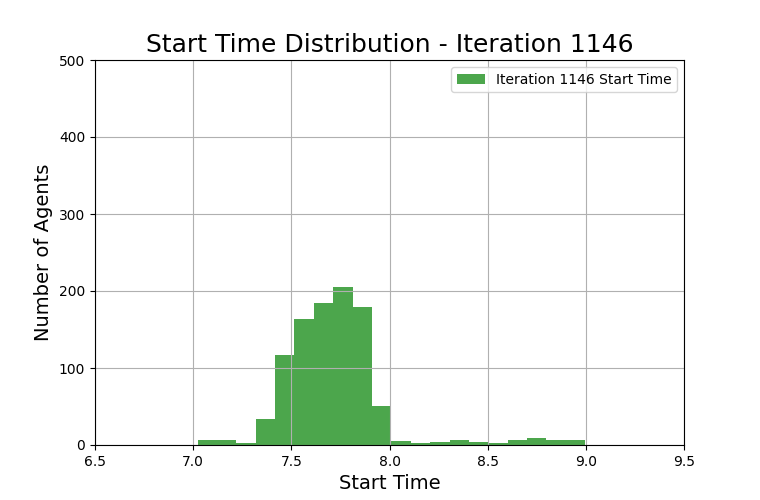 Start Time Distribution - Iteration 1146
Iteration 1146 Start Time
500
400
300
200
100
0
Number of Agents
6.5 7.0 7.5 8.0 8.5 9.0 9.5
Start Time